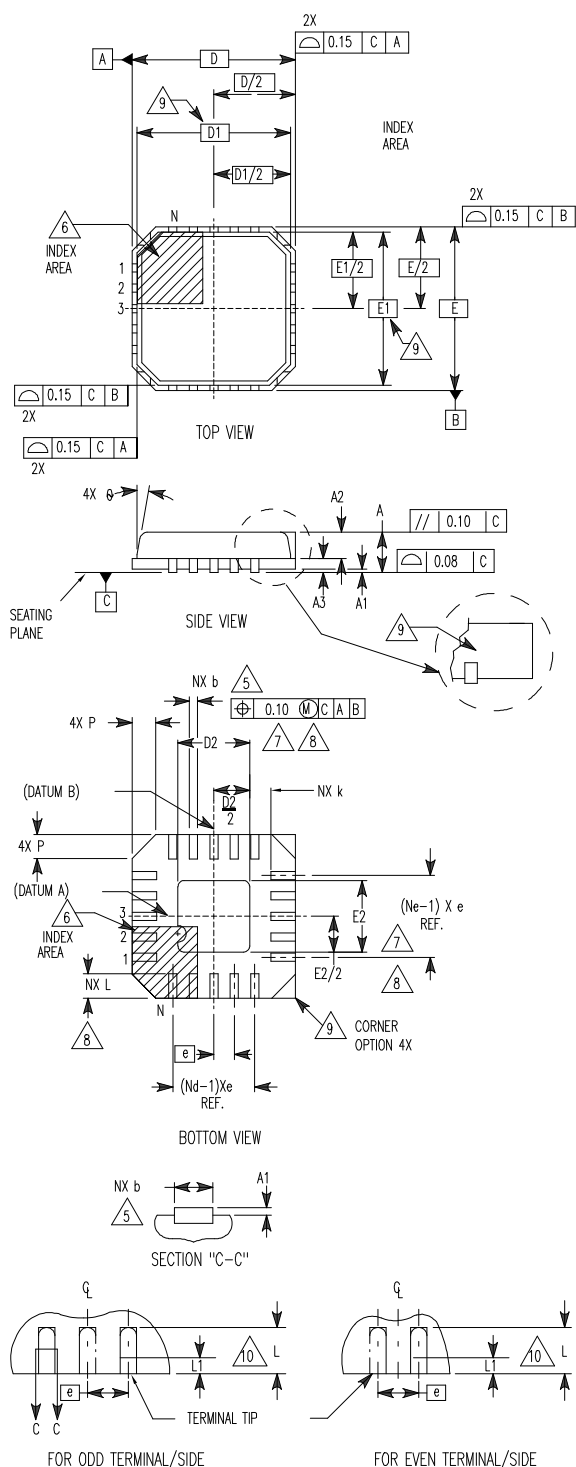 2X
0.15 C A
A
D
D/2
9
D1
INDEX
AREA
D1/2
2X
0.15 C B
N
6
INDEX
AREA
1
2
3
E1/2
E/2
E1
E
9
0.15 C B
2X
B
TOP VIEW
0.15 C A
2X
4X
A2
A
// 0.10 C
0.08 C
C
A3
A1
SEATING
PLANE
SIDE VIEW
9
NX b
5
0.10 M C A B
4X P
D2
7
8
(DATUM B)
D2
2
NX k
4X P
(DATUM A)
6
INDEX
AREA
3
2
1
E2
(Ne-1) X e
REF.
7
E2/2
8
NX L
8
N
9
CORNER
OPTION 4X
e
(Nd-1)Xe
REF.
BOTTOM VIEW
NX b
A1
5
SECTION "C-C"
CL
CL
10
L
L1
10
L
L1
e
e
TERMINAL TIP
C C
FOR ODD TERMINAL/SIDE
FOR EVEN TERMINAL/SIDE